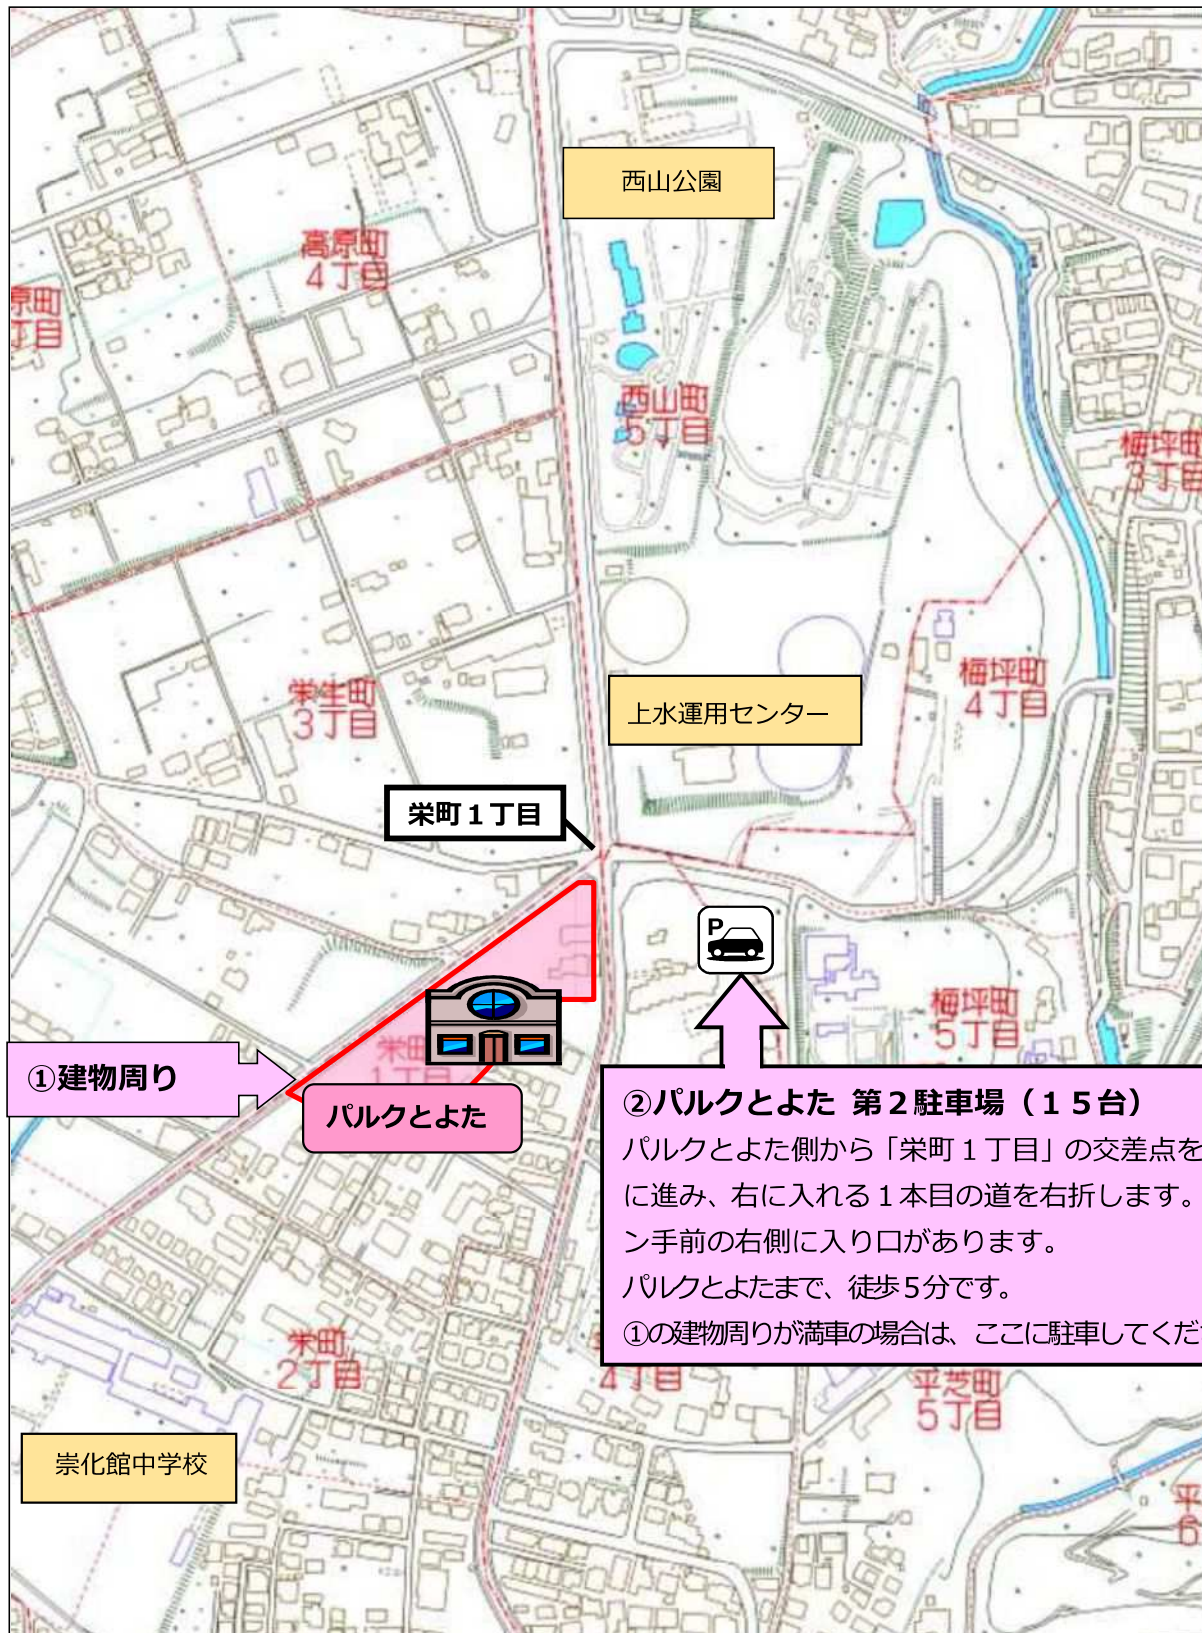 西山公園
高原町
4丁目
原町
丁目
西山町
5丁目
梅坪町
3丁目
栄生町
3丁目
上水運用センター
梅坪町
4丁目
栄町１丁目
P
梅坪町
5丁目
①建物周り
栄町
1丁目
パルクとよた
②パルクとよた 第２駐車場（１５台）
パルクとよた側から「栄町１丁目」の交差点を
に進み、右に入れる１本目の道を右折します。
ン手前の右側に入り口があります。
パルクとよたまで、徒歩５分です。
①の建物周りが満車の場合は、ここに駐車してくだ
栄町
2丁目
4丁目
平芝町
5丁目
崇化館中学校
平
6